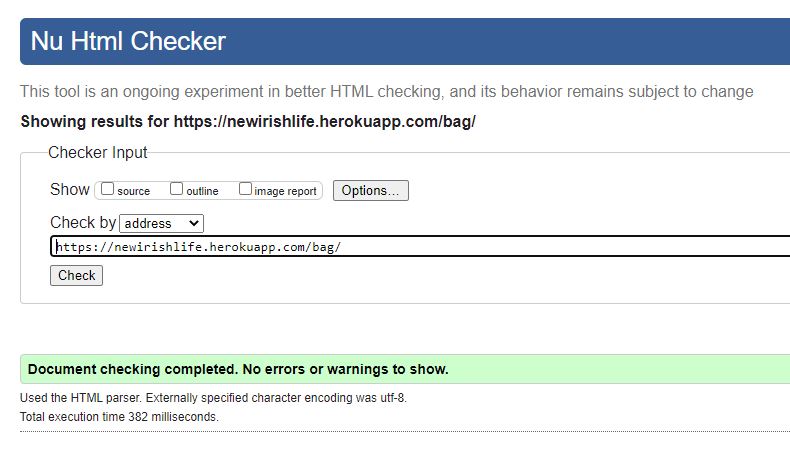 Nu Html Checker
This tool is an ongoing experiment in better HTML checking, and its behavior remains subject to change
Showing results for https://newirishlife.herokuapp.com/bag/
Checker Input
Show source outline image report Options...
Check by address
https://newirishlife.herokuapp.com/bag/
Check
Document checking completed. No errors or warnings to show.
Used the HTML parser. Externally specified character encoding was utf-8.
Total execution time 382 milliseconds.